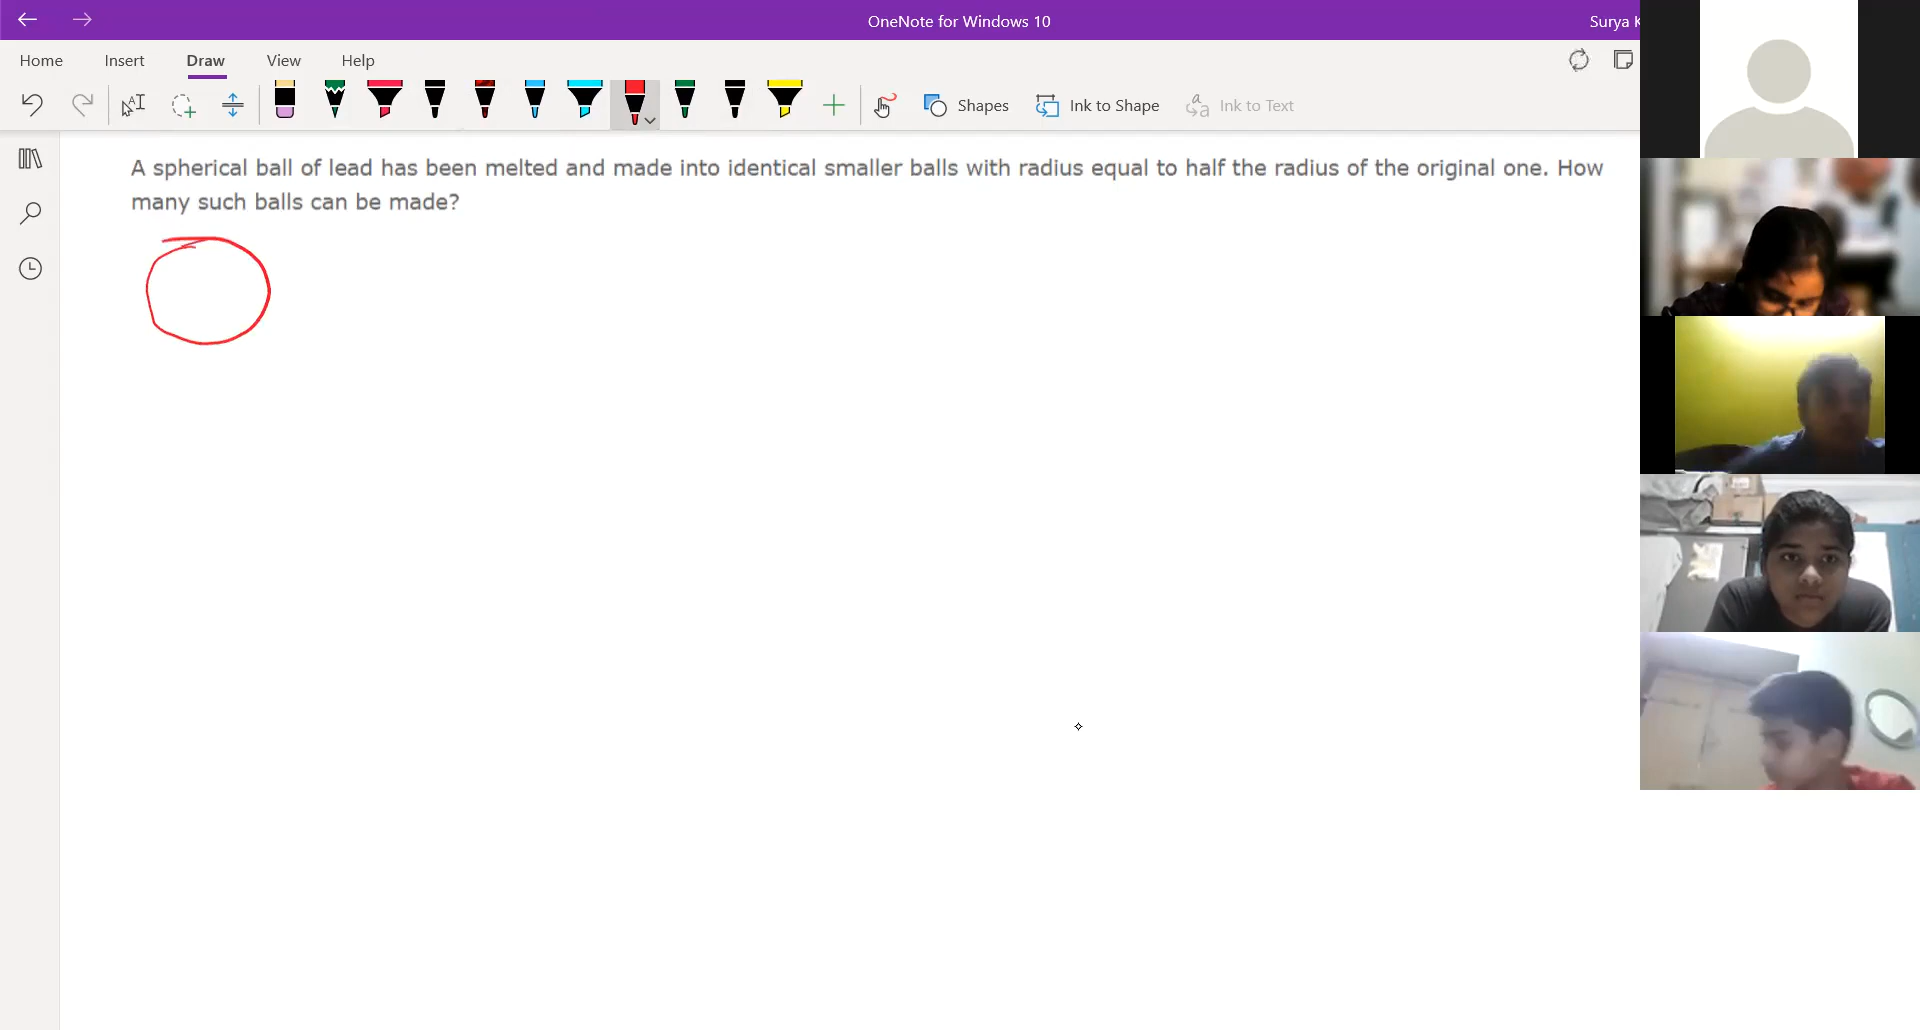 OneNote for Windows 10
Surya K
Home Insert Draw View Help
Shapes Ink to Shape Ink to Text
A spherical ball of lead has been melted and made into identical smaller balls with radius equal to half the radius of the original one. How
many such balls can be made?